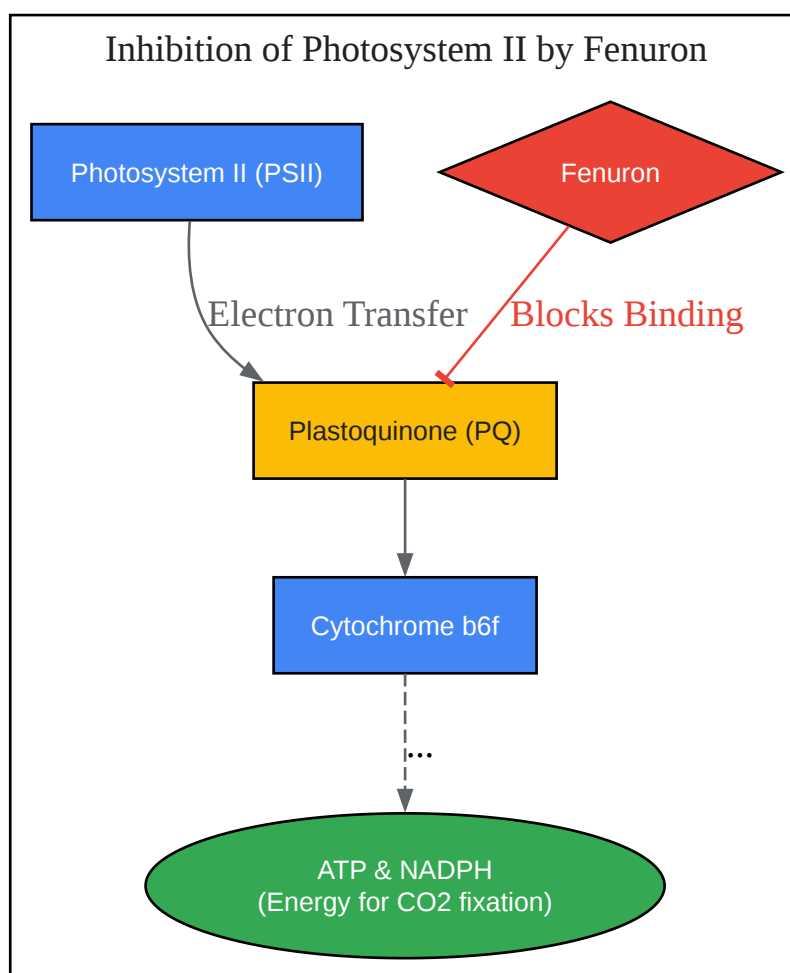 Inhibition of Photosystem II by Fenuron
Photosystem II (PSII)
Fenuron
Electron Transfer
Blocks Binding
Plastoquinone (PQ)
Cytochrome b6f
...
ATP & NADPH
(Energy for CO2 fixation)